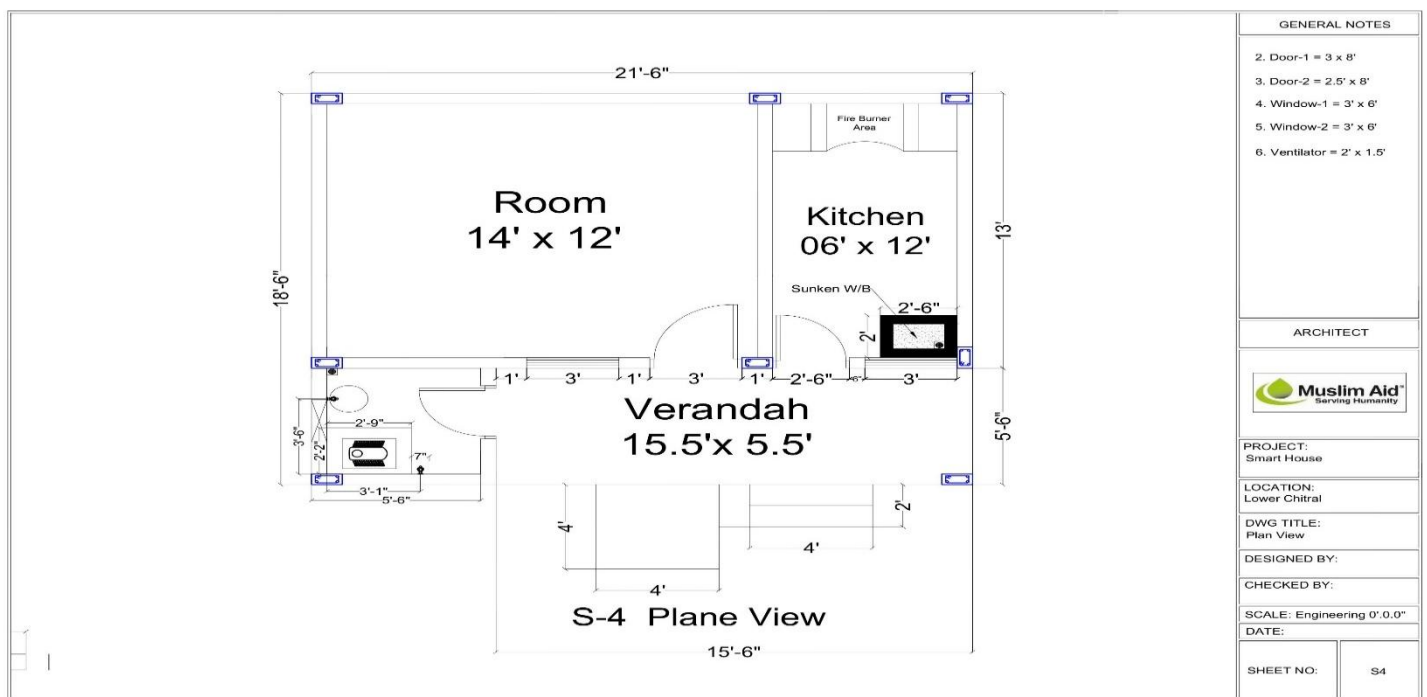 21'-6"
Fire Burner
Area
Room
14' x 12'
Kitchen
06' x 12'
13'
18'-6"
Sunken W/B
2'-6"
2'
1'
3'
1'
3'
1'
2'-6"
6"
3'
Verandah
15.5'x 5.5'
5'-6"
3'-6"
2'-2"
2'-9"
7"
3'-1"
5'-6"
4'
4'
2'
4'
S-4 Plane View
15'-6"
GENERAL NOTES
2. Door-1 = 3 x 8'
3. Door-2 = 2.5' x 8'
4. Window-1 = 3' x 6'
5. Window-2 = 3' x 6'
6. Ventilator = 2' x 1.5'
ARCHITECT
Muslim Aid
Serving Humanity
PROJECT:
Smart House
LOCATION:
Lower Chitral
DWG TITLE:
Plan View
DESIGNED BY:
CHECKED BY:
SCALE: Engineering 0'.0.0"
DATE:
SHEET NO:
S4